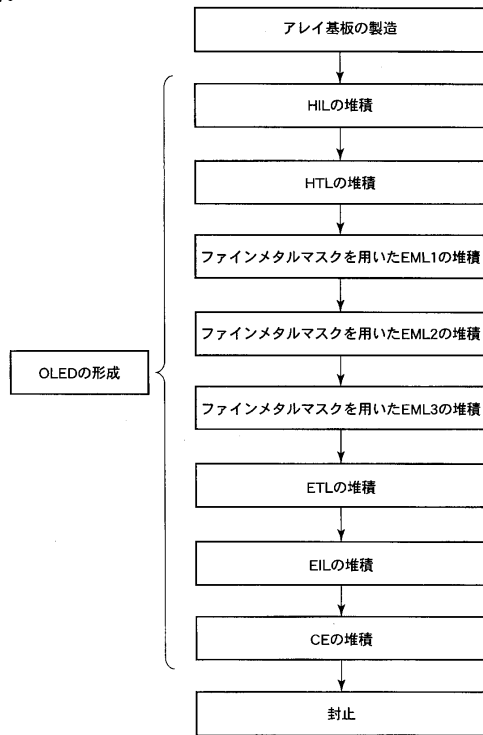 アレイ基板の製造
HILの堆積
HTLの堆積
ファインメタルマスクを用いたEML1の堆積
ファインメタルマスクを用いたEML2の堆積
OLEDの形成
ファインメタルマスクを用いたEML3の堆積
ETLの堆積
EILの堆積
CEの堆積
封止